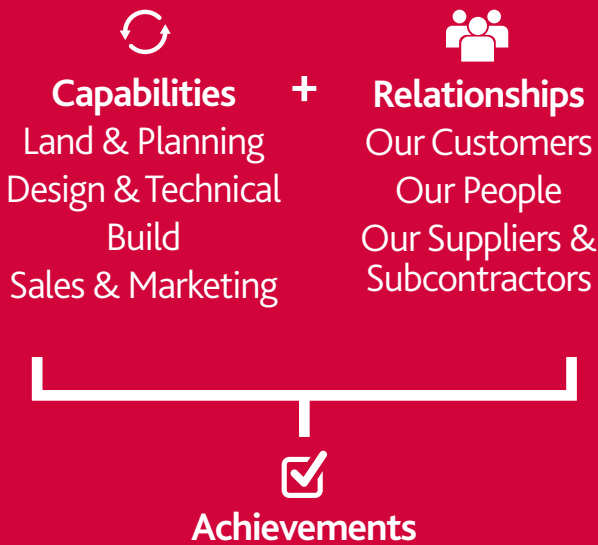 Capabilities
Land & Planning
Design & Technical
Build
Sales & Marketing
+
Relationships
Our Customers
Our People
Our Suppliers &
Subcontractors
Achievements